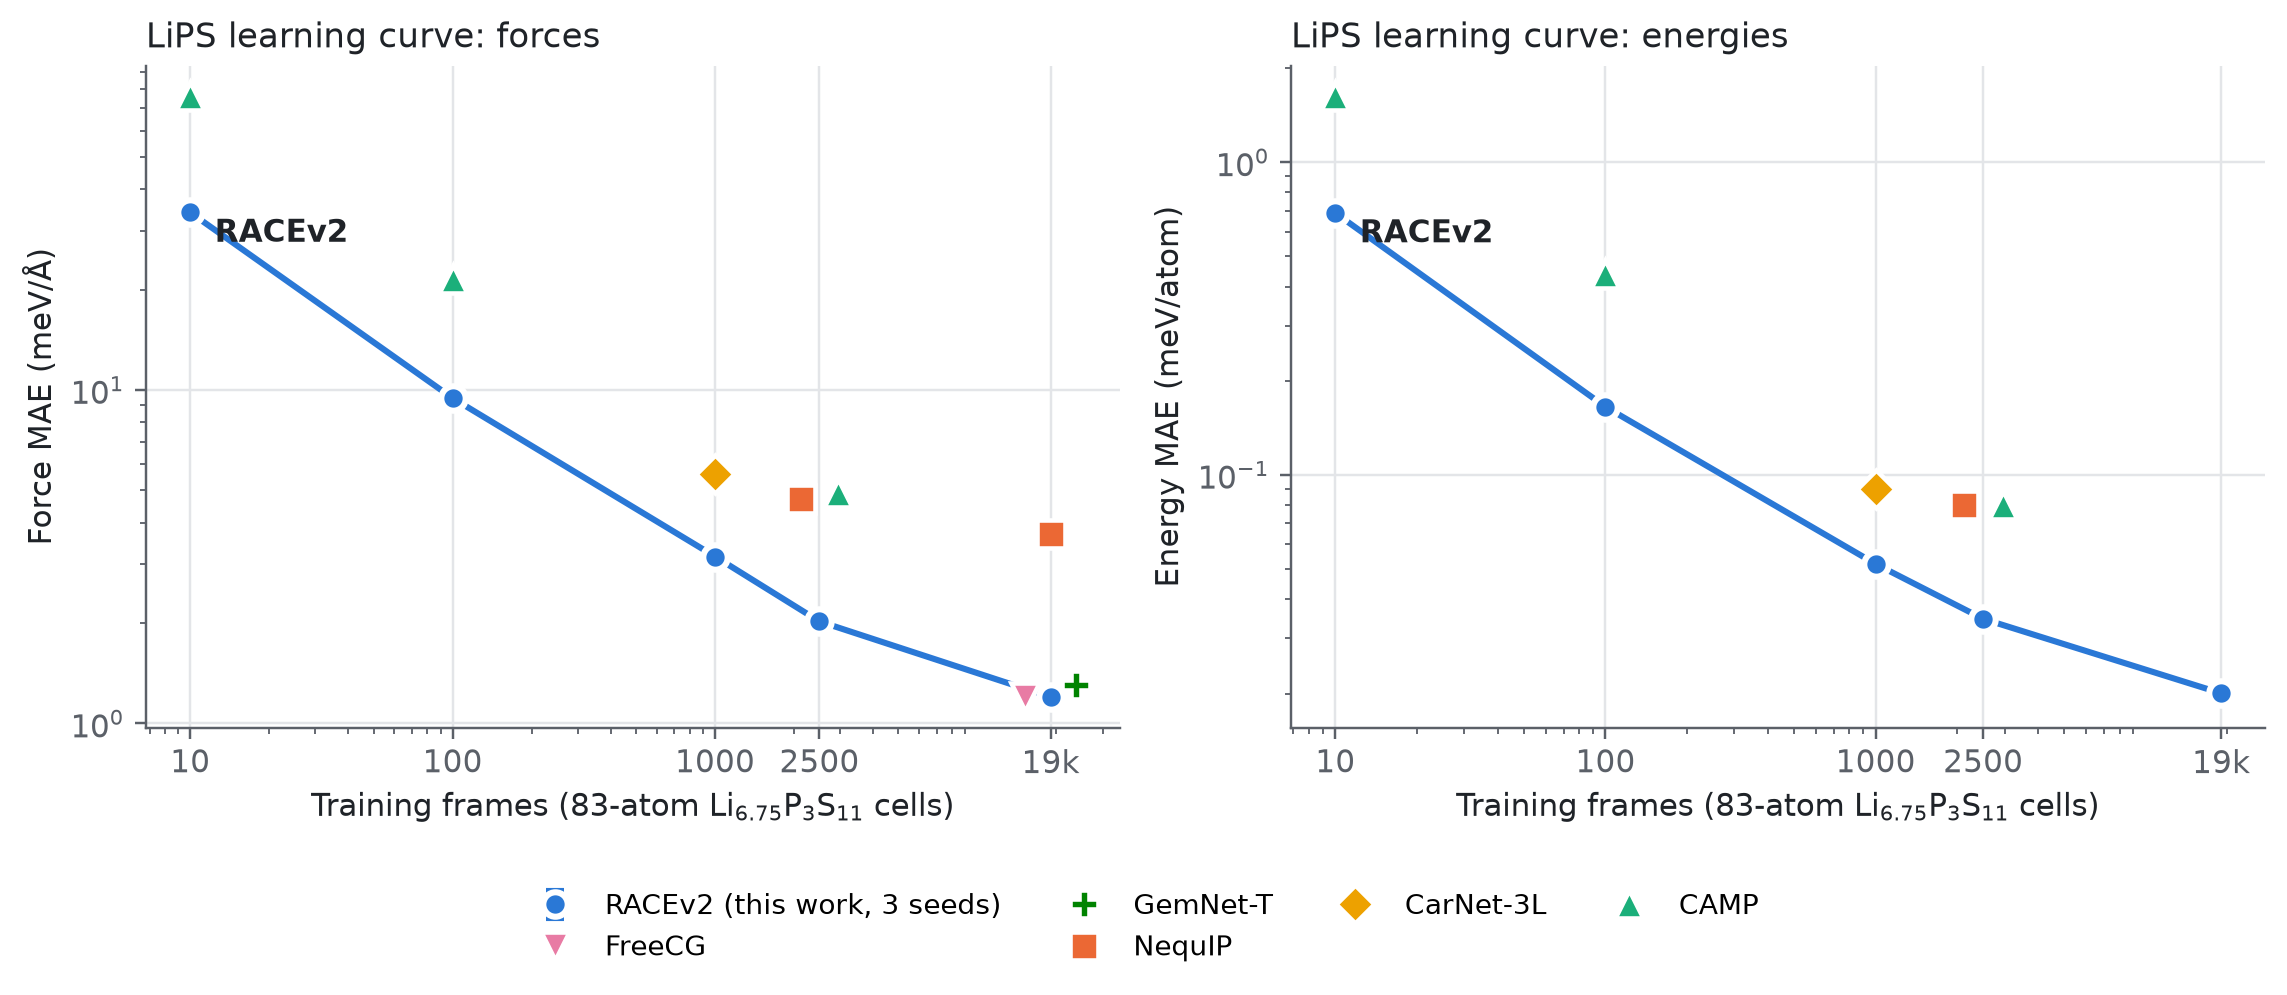 LiPS learning curve: forces
Force MAE (meV/Å)
10¹
10⁰
RACEv2
10 100 1000 2500 19k
Training frames (83-atom Li₆.₇₅P₃S₁₁ cells)
LiPS learning curve: energies
Energy MAE (meV/atom)
10⁰
10⁻¹
RACEv2
10 100 1000 2500 19k
Training frames (83-atom Li₆.₇₅P₃S₁₁ cells)
RACEv2 (this work, 3 seeds) GemNet-T CarNet-3L CAMP
FreeCG NequIP